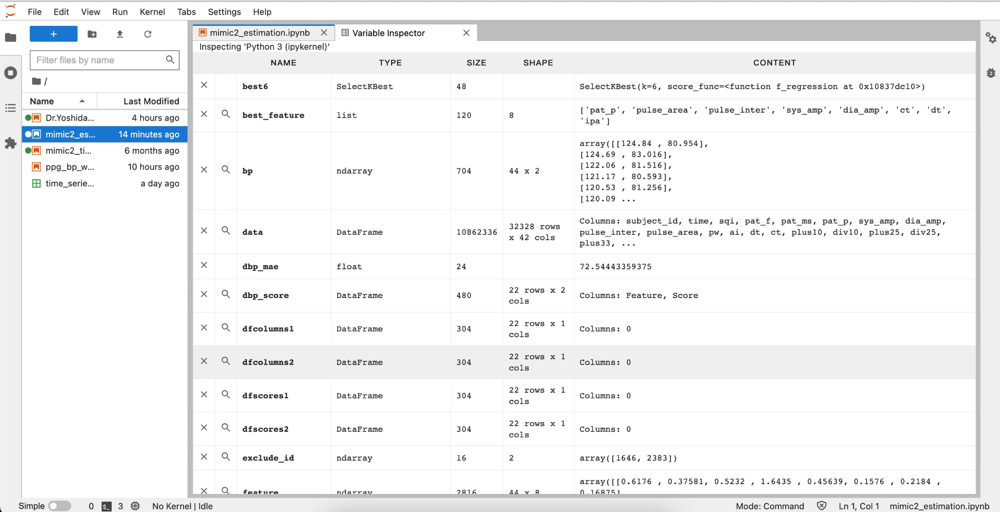 File Edit View Run Kernel Tabs Settings Help
+
Filter files by name
/
Name Last Modified
Dr.Yoshida... 4 hours ago
mimic2_es... 14 minutes ago
mimic2_ti... 6 months ago
ppg_bp_w... 10 hours ago
time_serie... a day ago
mimic2_estimation.ipynb Variable Inspector
Inspecting 'Python 3 (ipykernel)'
NAME TYPE SIZE SHAPE CONTENT
best6 SelectKBest 48 SelectKBest(k=6, score_func=<function f_regression at 0x10837dc10>)
best_feature list 120 8 ['pat_p', 'pulse_area', 'pulse_inter', 'sys_amp', 'dia_amp', 'ct', 'dt',
'ipa']
bp ndarray 704 44 x 2 array([[124.84 , 80.954],
[124.69 , 83.016],
[122.06 , 81.516],
[121.17 , 80.593],
[120.53 , 81.256],
[120.09 ...
data DataFrame 10862336 32328 rows
x 42 cols
Columns: subject_id, time, sqi, pat_f, pat_ms, pat_p, sys_amp, dia_amp,
pulse_inter, pulse_area, pw, ai, dt, ct, plus10, div10, plus25, div25,
plus33, ...
dbp_mae float 24 72.54443359375
dbp_score DataFrame 480 22 rows x 2
cols
Columns: Feature, Score
dfcolumns1 DataFrame 304 22 rows x 1
cols
Columns: 0
dfcolumns2 DataFrame 304 22 rows x 1
cols
Columns: 0
dfscores1 DataFrame 304 22 rows x 1
cols
Columns: 0
dfscores2 DataFrame 304 22 rows x 1
cols
Columns: 0
exclude_id ndarray 16 2 array([1646, 2383])
feature ndarray 2816 44 x 8 array([[0.6176 , 0.37581, 0.5232 , 1.6435 , 0.45639, 0.1576 , 0.2184 ,
0.16875],
Simple 0 $_ 3 No Kernel | Idle Mode: Command Ln 1, Col 1 mimic2_estimation.ipynb